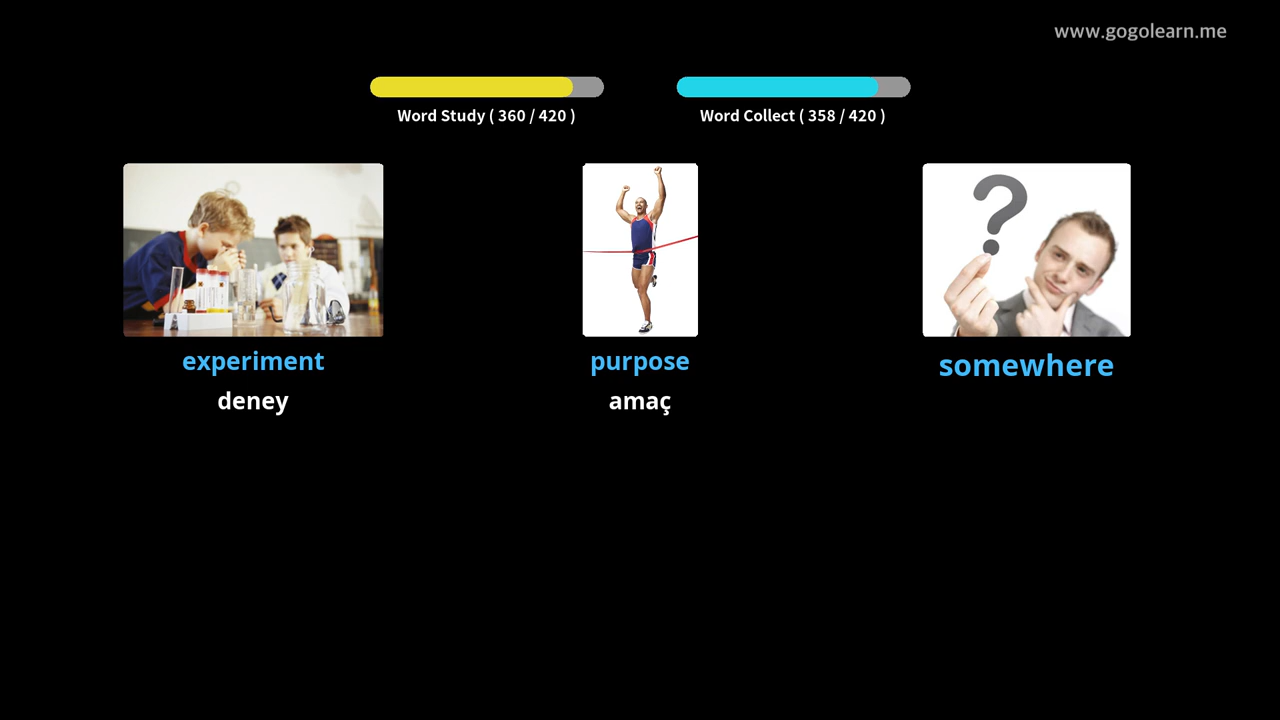 www.gogolearn.me
Word Study ( 360 / 420 )
Word Collect ( 358 / 420 )
experiment
deney
purpose
amaç
somewhere